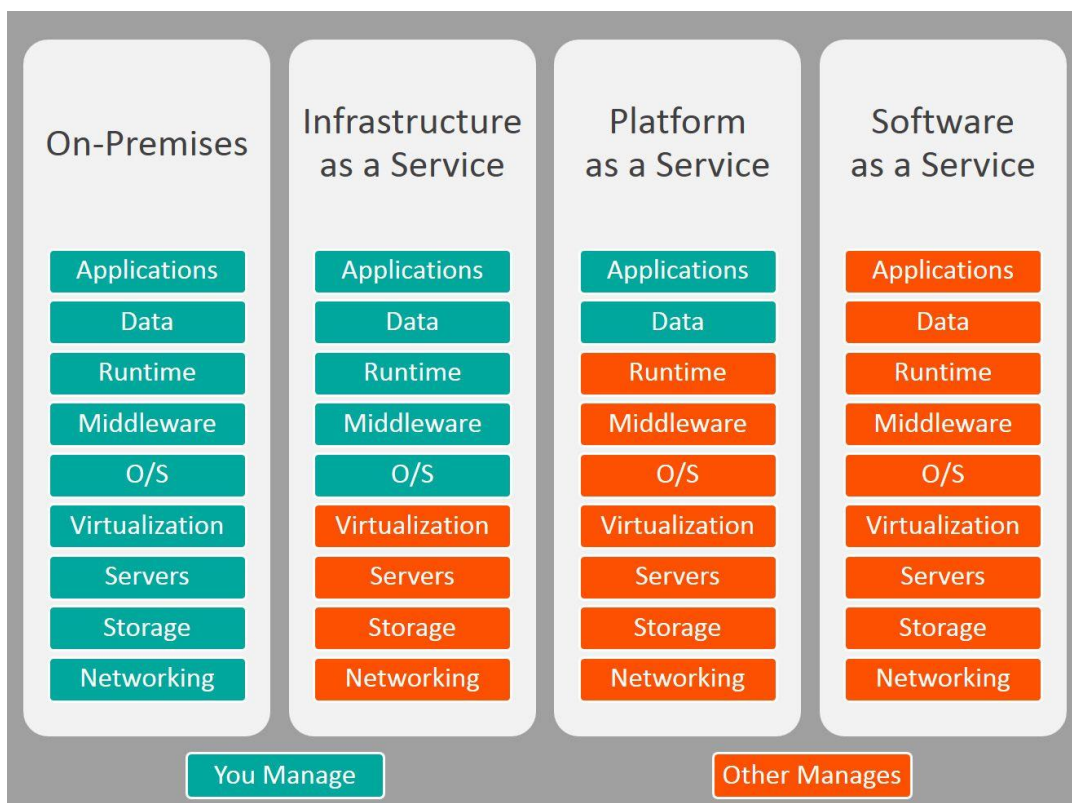 On-Premises
Infrastructure
as a Service
Platform
as a Service
Software
as a Service
Applications
Data
Runtime
Middleware
O/S
Virtualization
Servers
Storage
Networking
Applications
Data
Runtime
Middleware
O/S
Virtualization
Servers
Storage
Networking
Applications
Data
Runtime
Middleware
O/S
Virtualization
Servers
Storage
Networking
Applications
Data
Runtime
Middleware
O/S
Virtualization
Servers
Storage
Networking
You Manage
Other Manages